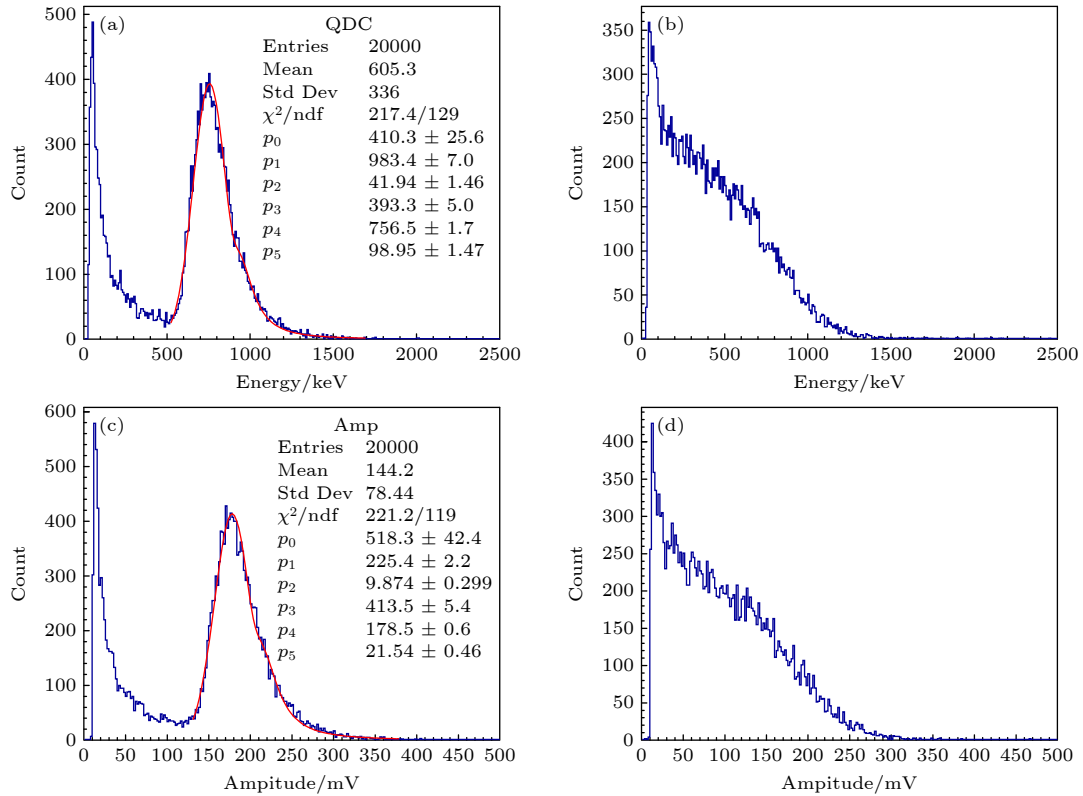 (a)
QDC
Entries 20000
Mean 605.3
Std Dev 336
χ²/ndf 217.4/129
p₀ 410.3 ± 25.6
p₁ 983.4 ± 7.0
p₂ 41.94 ± 1.46
p₃ 393.3 ± 5.0
p₄ 756.5 ± 1.7
p₅ 98.95 ± 1.47
500
400
300
200
100
0
Count
0 500 1000 1500 2000 2500
Energy/keV
(b)
350
300
250
200
150
100
50
0
Count
0 500 1000 1500 2000 2500
Energy/keV
(c)
Amp
Entries 20000
Mean 144.2
Std Dev 78.44
χ²/ndf 221.2/119
p₀ 518.3 ± 42.4
p₁ 225.4 ± 2.2
p₂ 9.874 ± 0.299
p₃ 413.5 ± 5.4
p₄ 178.5 ± 0.6
p₅ 21.54 ± 0.46
600
500
400
300
200
100
0
Count
0 50 100 150 200 250 300 350 400 450 500
Ampitude/mV
(d)
400
350
300
250
200
150
100
50
0
Count
0 50 100 150 200 250 300 350 400 450 500
Ampitude/mV